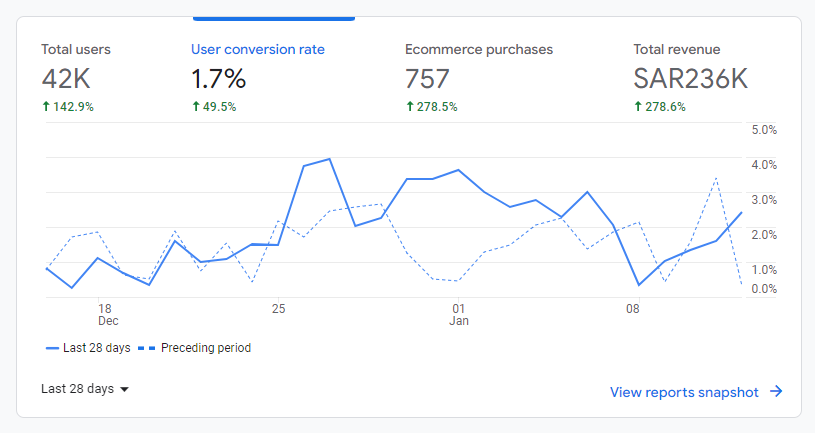 Total users
42K
↑ 142.9%
User conversion rate
1.7%
↑ 49.5%
Ecommerce purchases
757
↑ 278.5%
Total revenue
SAR236K
↑ 278.6%
5.0%
4.0%
3.0%
2.0%
1.0%
0.0%
18
Dec
25
01
Jan
08
Last 28 days
Preceding period
Last 28 days
View reports snapshot